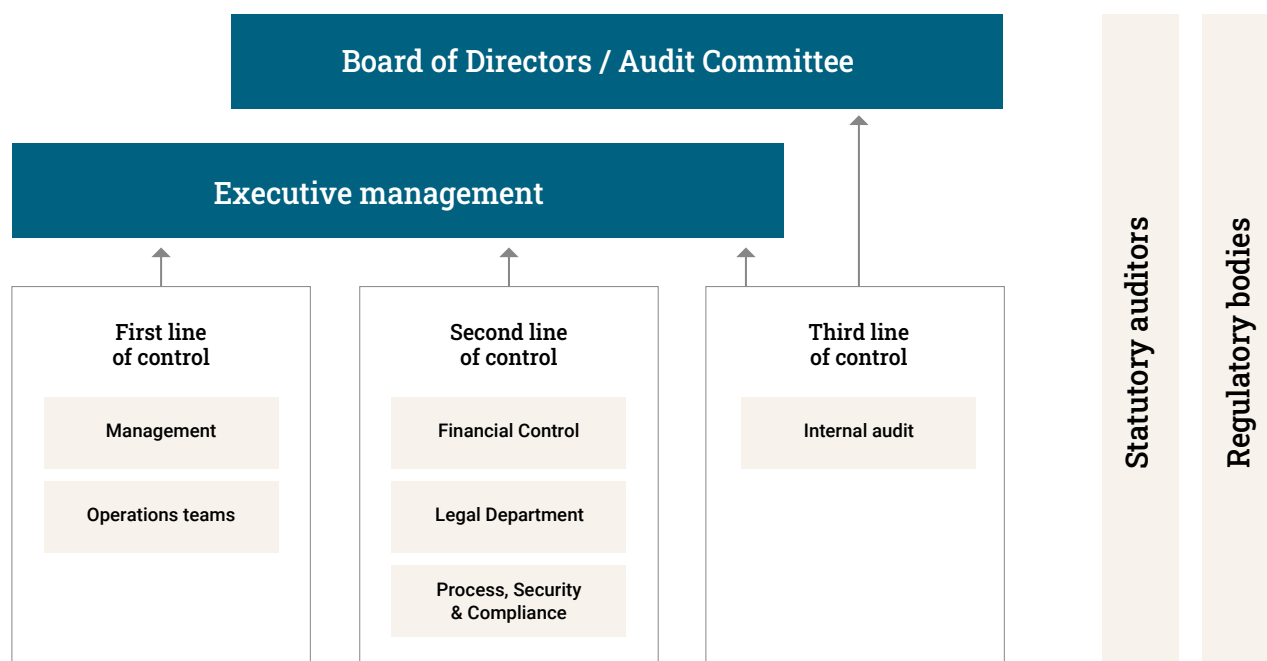 Board of Directors / Audit Committee
Executive management
First line
of control
Management
Operations teams
Second line
of control
Financial Control
Legal Department
Process, Security
& Compliance
Third line
of control
Internal audit
Statutory auditors
Regulatory bodies